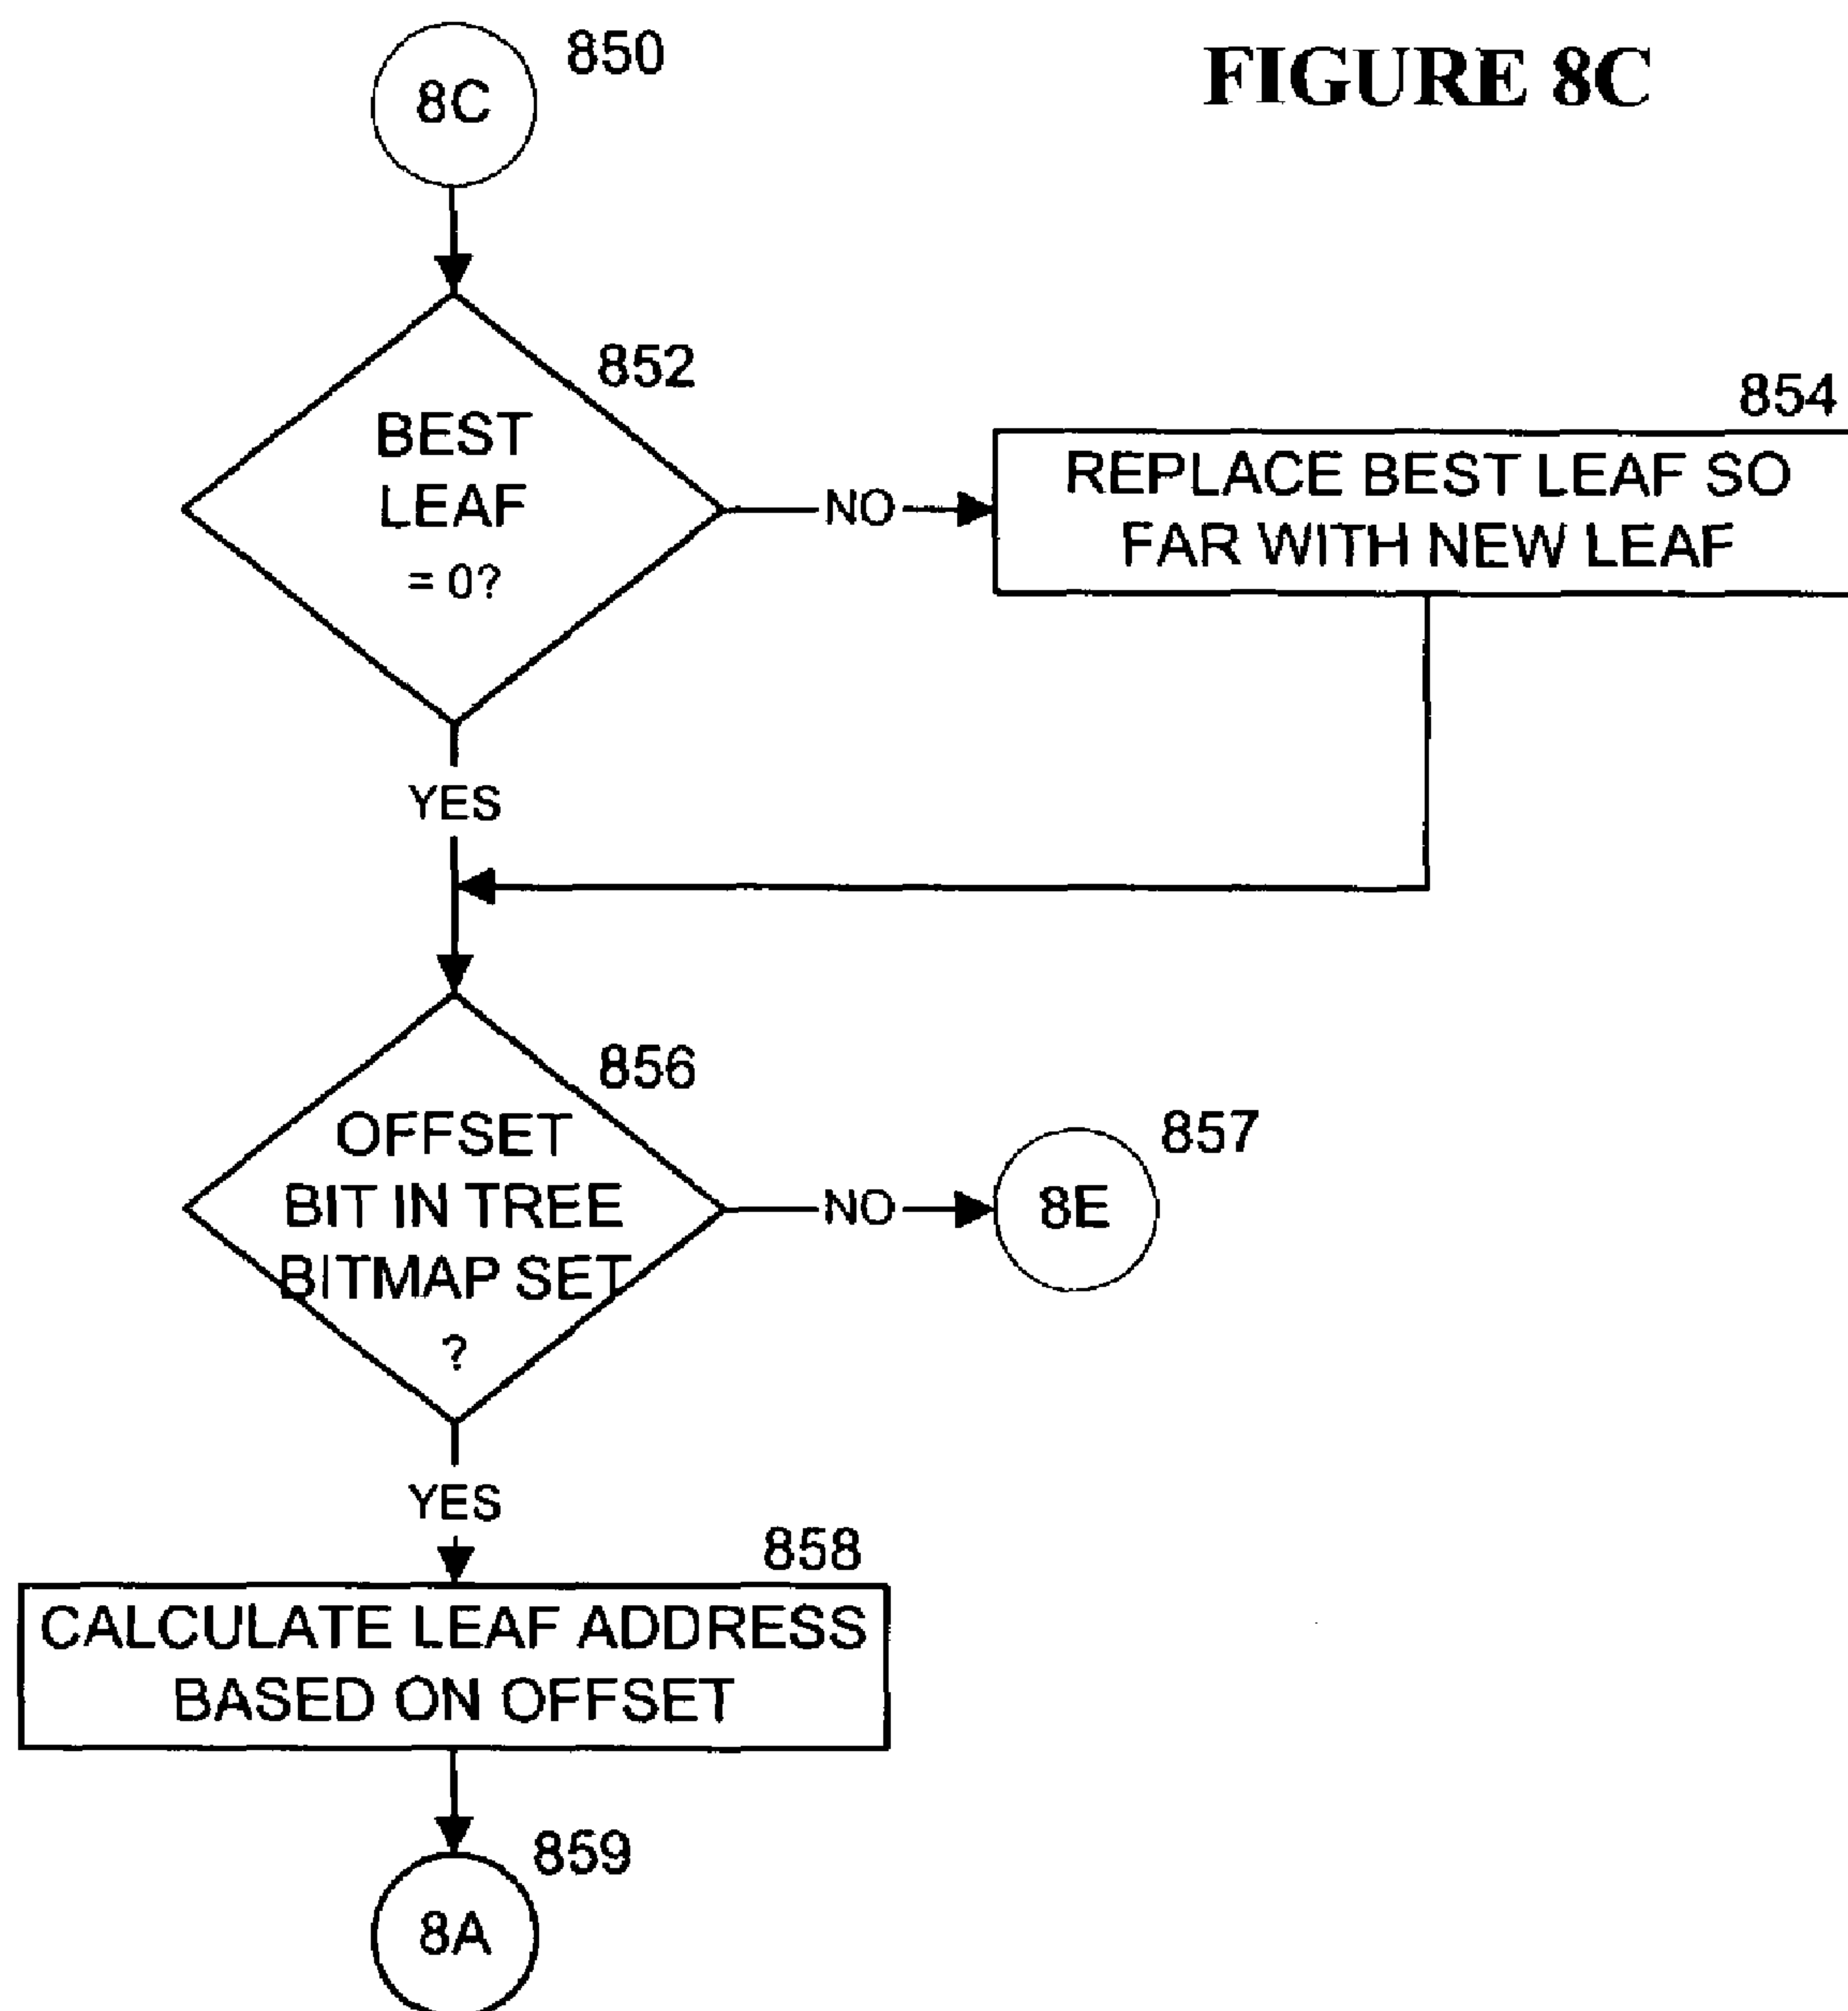 FIGURE 8C
850
8C
852
BEST
LEAF
= 0?
NO
854
REPLACE BEST LEAF SO
FAR WITH NEW LEAF
YES
856
OFFSET
BIT IN TREE
BITMAP SET
?
NO
857
8E
YES
858
CALCULATE LEAF ADDRESS
BASED ON OFFSET
859
8A